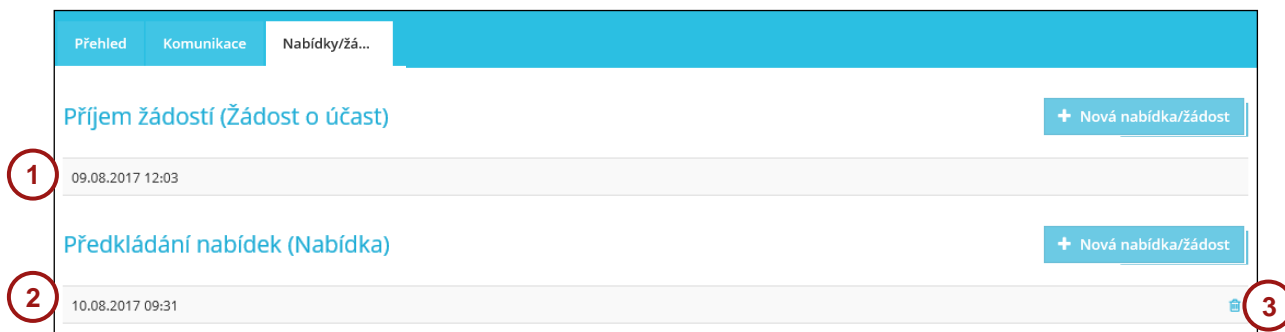 Přehled Komunikace Nabídky/žá...
Příjem žádostí (Žádost o účast)
+ Nová nabídka/žádost
1 09.08.2017 12:03
Předkládání nabídek (Nabídka)
+ Nová nabídka/žádost
2 10.08.2017 09:31 3